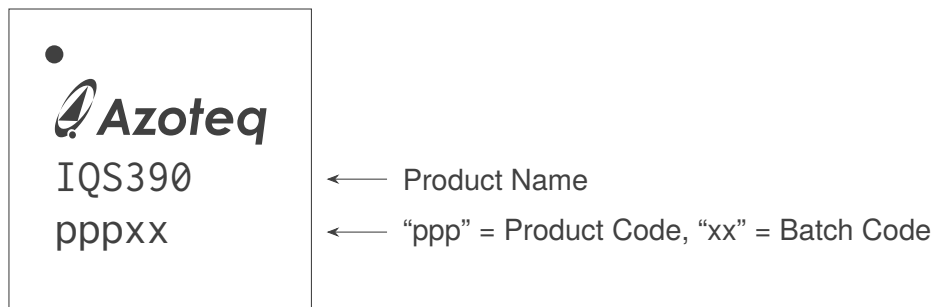 Azoteq
IQS390 Product Name
pppxx “ppp” = Product Code, “xx” = Batch Code